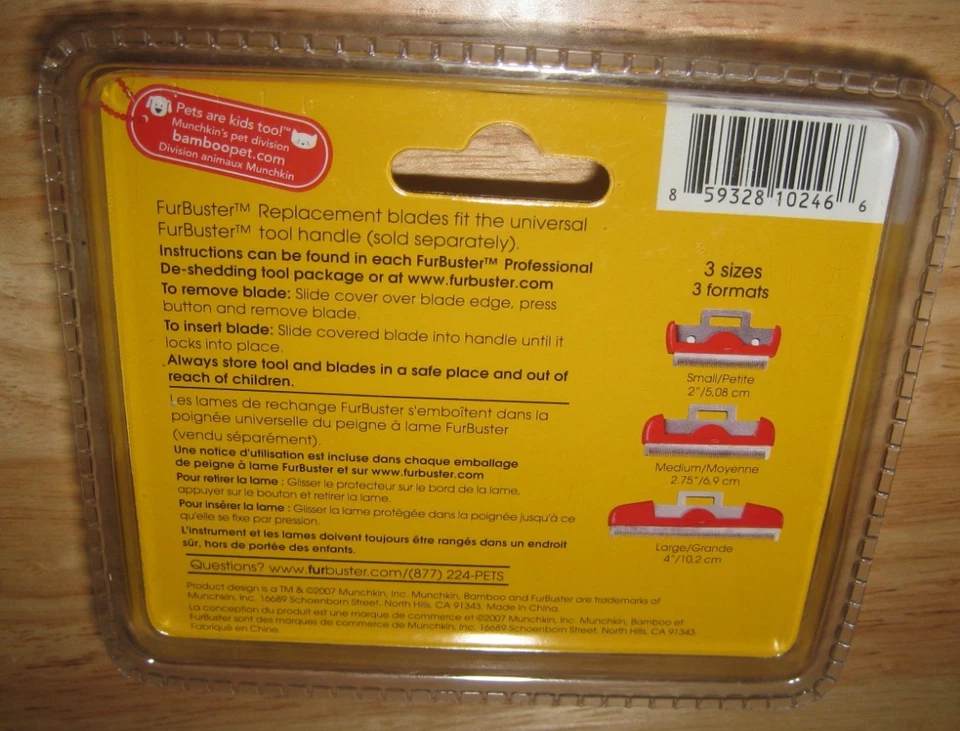 Pets are kids too!™
Munchkin's pet division
bamboopet.com
Division animaux Munchkin
8 59328 10246 6
FurBuster™ Replacement blades fit the universal
FurBuster™ tool handle (sold separately).
Instructions can be found in each FurBuster™ Professional
De-shedding tool package or at www.furbuster.com
To remove blade: Slide cover over blade edge, press
button and remove blade.
To insert blade: Slide covered blade into handle until it
locks into place.
Always store tool and blades in a safe place and out of
reach of children.
Les lames de rechange FurBuster s'emboîtent dans la
poignée universelle du peigne à lame FurBuster
(vendu séparément).
Une notice d'utilisation est incluse dans chaque emballage
de peigne à lame FurBuster et sur www.furbuster.com
Pour retirer la lame : Glisser le protecteur sur le bord de la lame,
appuyer sur le bouton et retirer la lame.
Pour insérer la lame : Glisser la lame protégée dans la poignée jusqu'à ce
qu'elle se fixe par pression.
L'instrument et les lames doivent toujours être rangés dans un endroit
sûr, hors de portée des enfants.
Questions? www.furbuster.com/(877) 224-PETS
Product design is a TM & ©2007 Munchkin, Inc. Munchkin, Bamboo and FurBuster are trademarks of
Munchkin, Inc. 16689 Schoenborn Street, North Hills, CA 91343. Made in China.
La conception du produit est une marque de commerce et ©2007 Munchkin, Inc. Munchkin, Bamboo et
FurBuster sont des marques de commerce de Munchkin, Inc. 16689 Schoenborn Street, North Hills, CA 91343.
Fabriqué en Chine.
3 sizes
3 formats
Small/Petite
2"/5,08 cm
Medium/Moyenne
2.75"/6,9 cm
Large/Grande
4"/10,2 cm